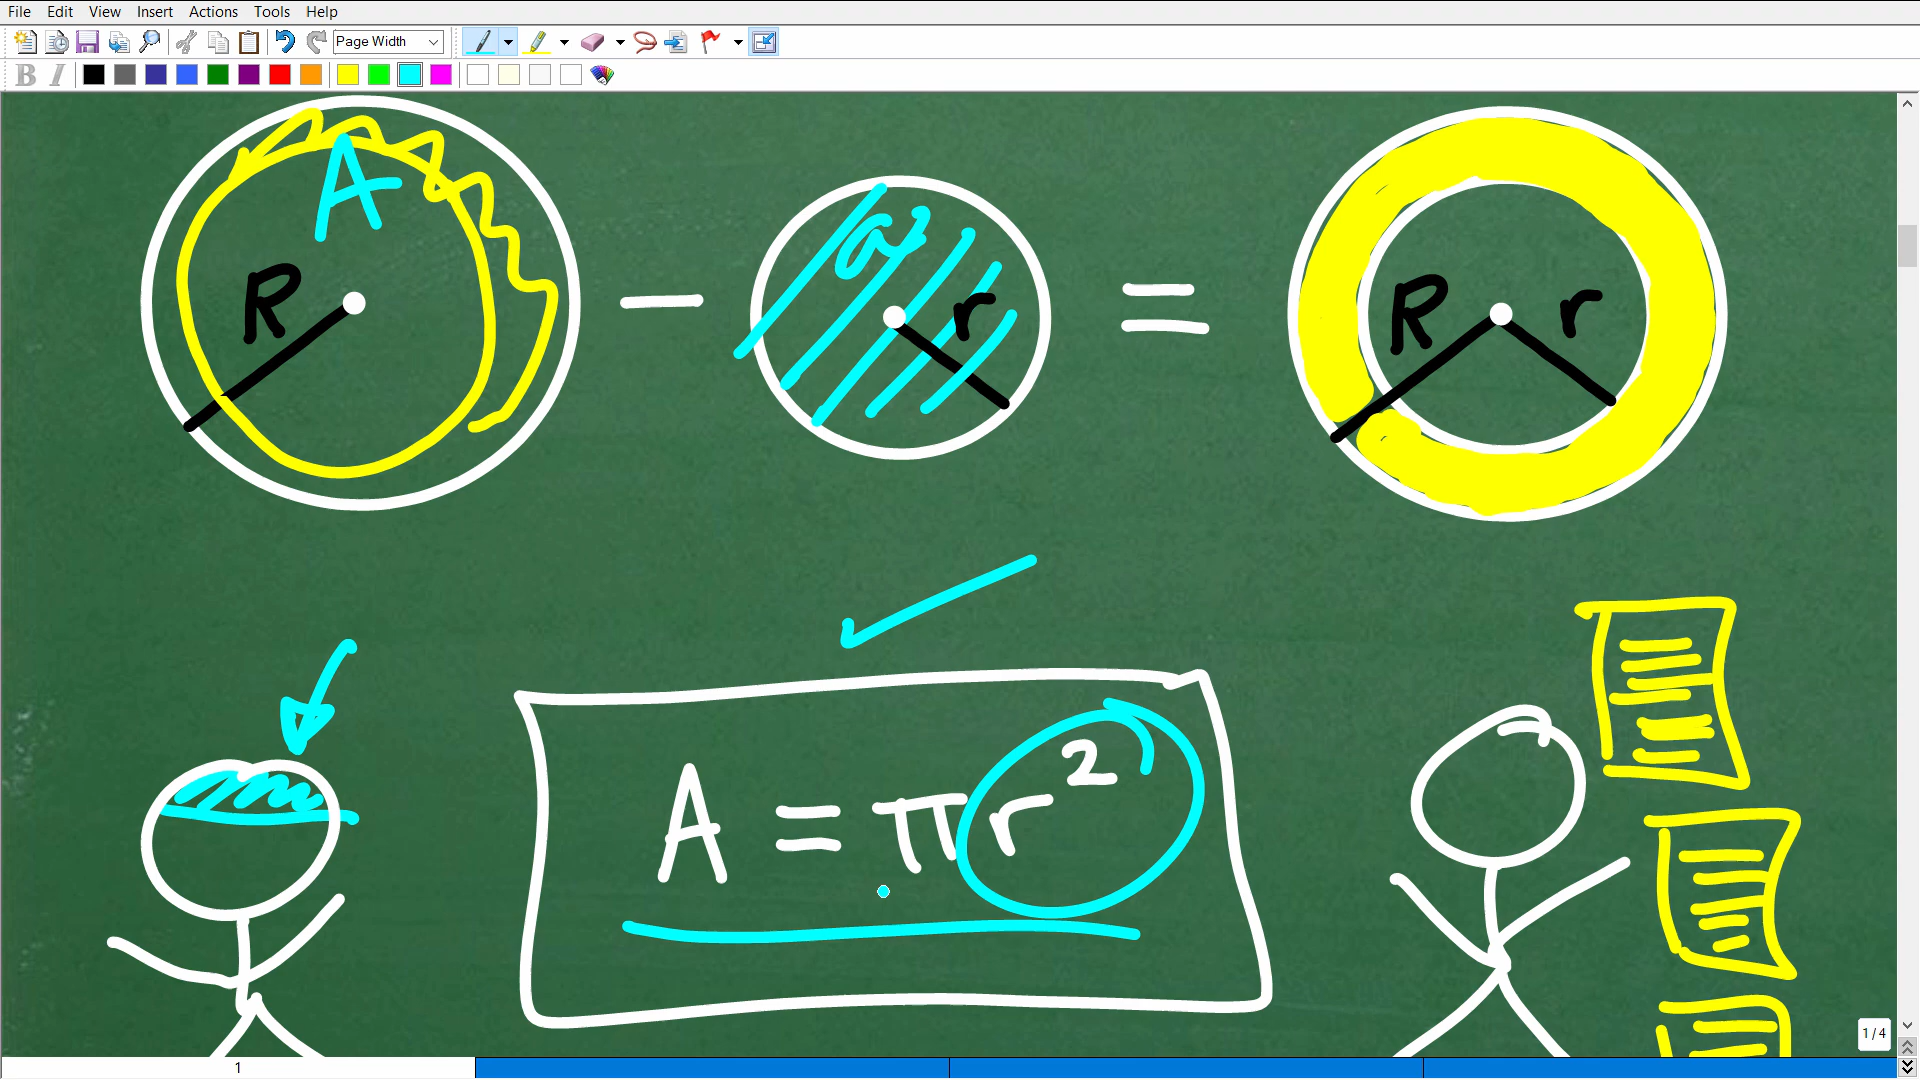 File Edit View Insert Actions Tools Help
Page Width
B I
A
R
a
r
R
r
−
=
A = πr²
1 / 4
1